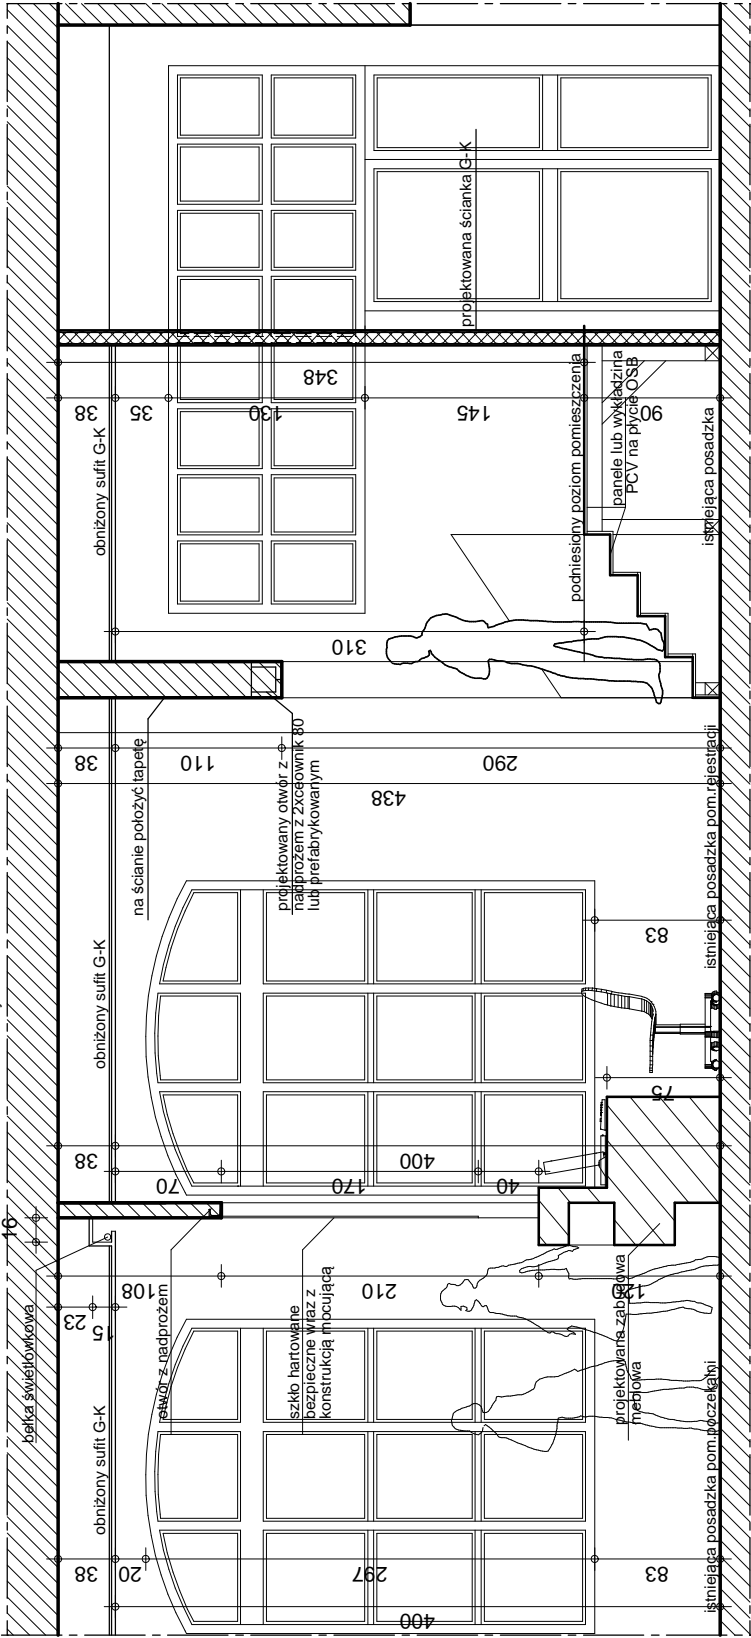 projektowana ścianka G-K
348
38
35
130
145
90
obniżony sufit G-K
podniesiony poziom pomieszczenia
panele lub wykładzina
PCV na płycie OSB
istniejąca posadzka
310
na ścianie położyć tapetę
projektowany otwór z
nadprożem z 2xceownik 80
lub prefabrykowanym
38
110
290
438
obniżony sufit G-K
83
istniejąca posadzka pom.rejestracji
75
38
400
70
170
40
16
belka świetlówkowa
23
15
108
210
120
otwór z nadprożem
szkło hartowane
bezpieczne wraz z
konstrukcją mocującą
projektowana zabudowa
meblowa
obniżony sufit G-K
istniejąca posadzka pom.poczekalni
38
20
297
83
400